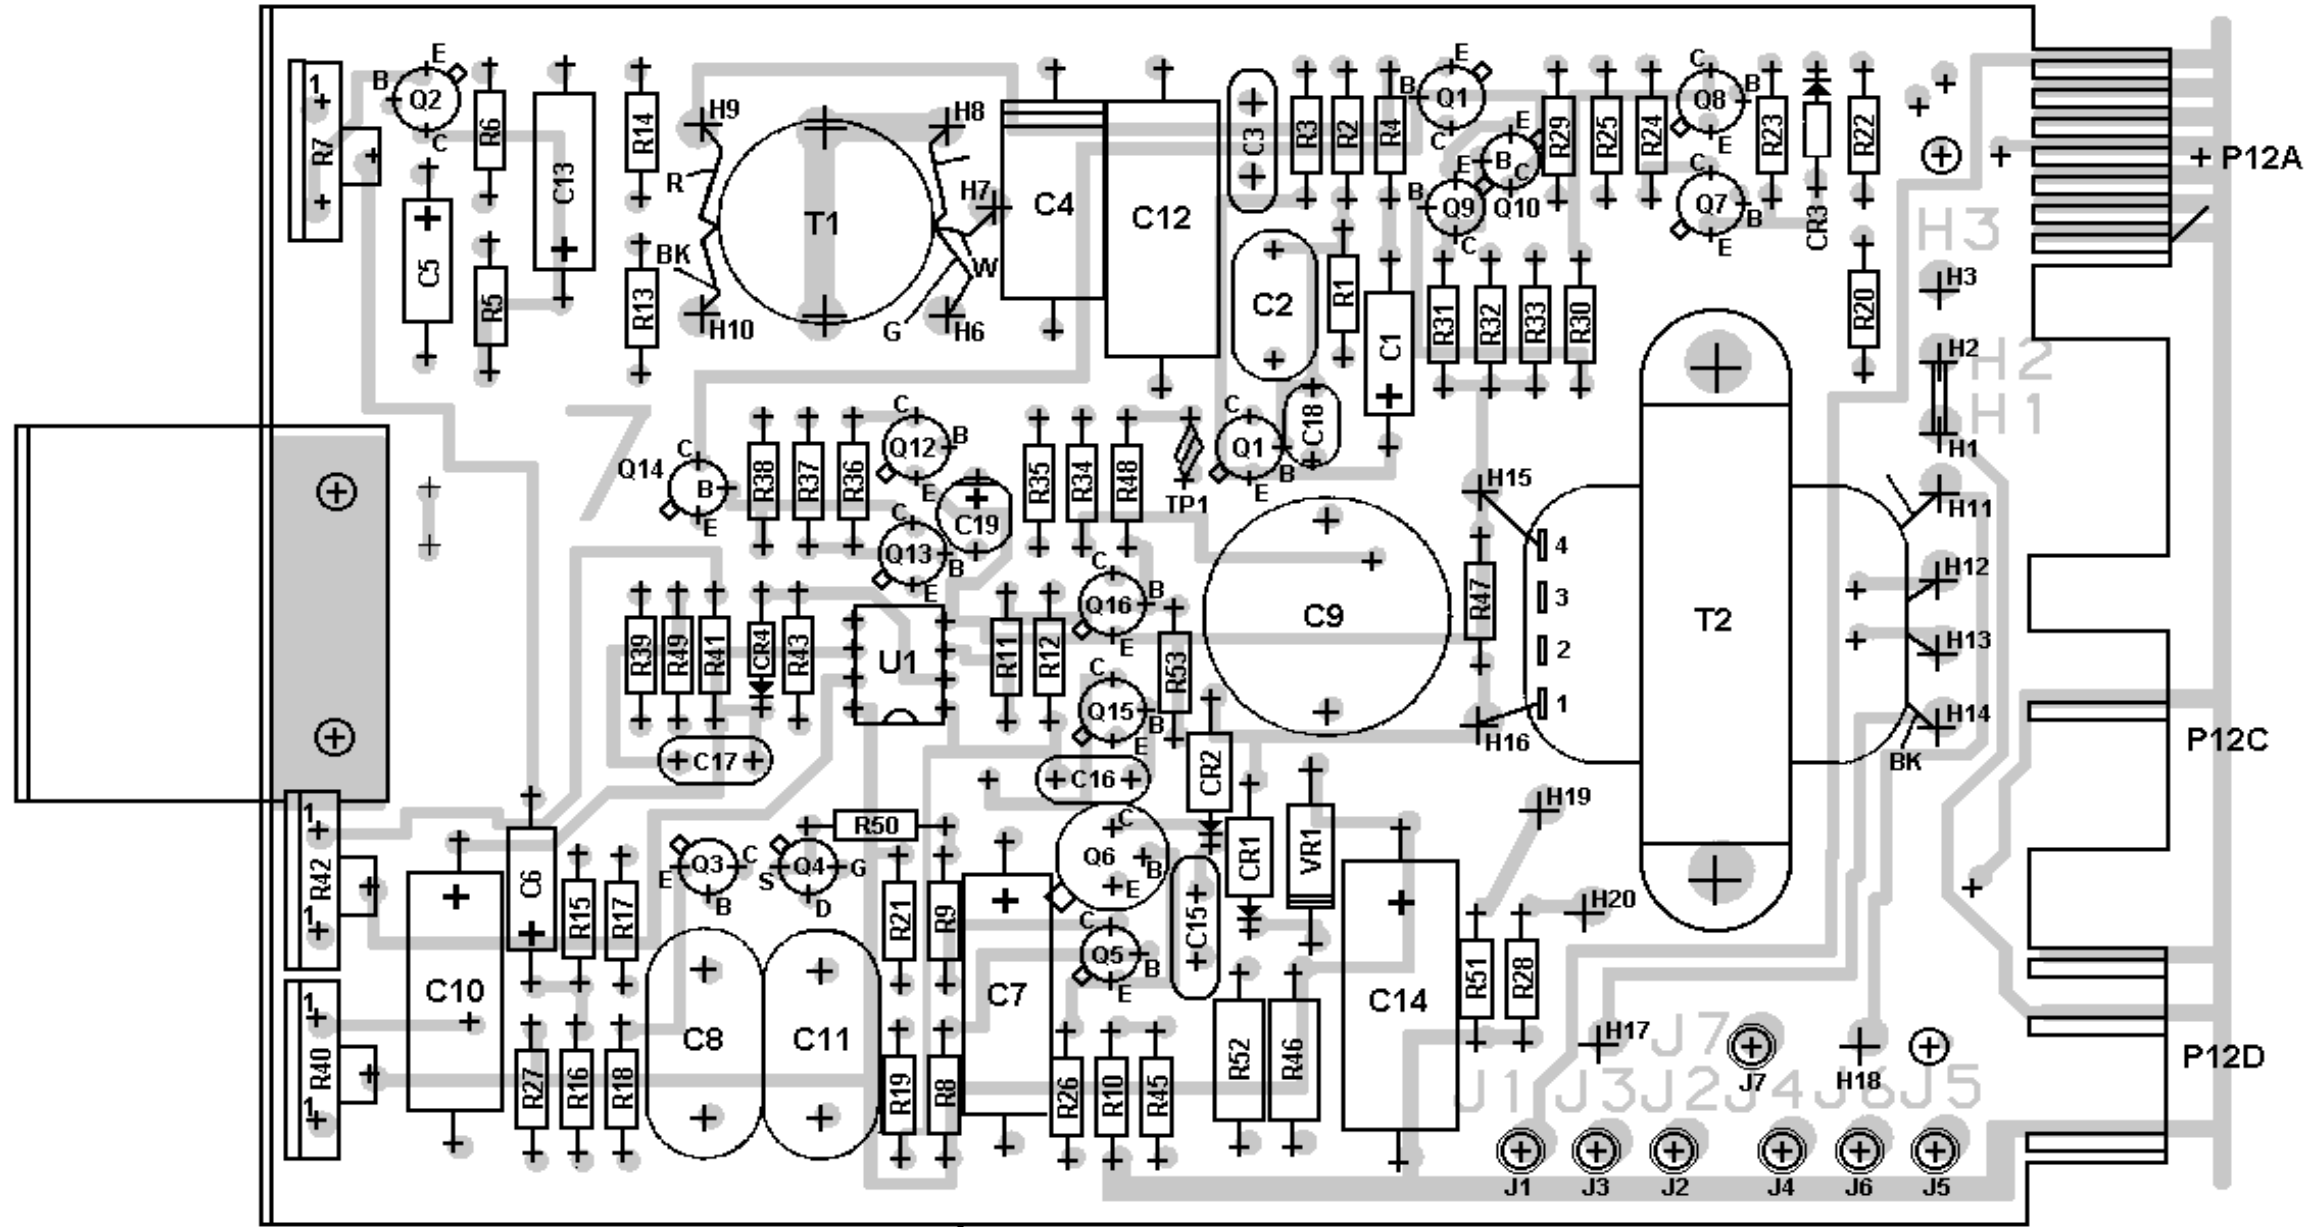 E
B
Q2
C
1
R7
R6
C13
R14
H9
H8
R
T1
H7
C4
C12
C3
R3
R2
R4
E
B
Q1
C
E
B
Q10
C
E
B
Q9
C
R29
R25
R24
C
Q8
B
E
C
Q7
B
E
R23
CR3
R22
P12A
C5
R5
R13
BK
H10
G
W
H6
C2
R1
C1
R31
R32
R33
R30
R20
H3
H3
H2
H2
H1
H1
7
Q14
C
B
E
R38
R37
R36
C
Q12
B
E
C19
R35
R34
R48
TP1
C
Q1
B
E
C18
H15
H11
C
Q13
B
E
R39
R49
R41
CR4
R43
U1
R11
R12
C
Q16
B
E
R53
C9
R47
4
3
2
1
T2
H12
H13
H14
BK
P12C
C
Q15
B
E
H16
C17
C16
CR2
CR1
VR1
H19
1
R42
1
C10
C6
R15
R17
E
Q3
C
B
R50
S
Q4
G
D
R21
R9
C7
C
Q6
B
E
C
Q5
B
E
C15
C14
R51
R28
H20
1
R40
1
R27
R16
R18
C8
C11
R19
R8
R26
R10
R45
R52
R46
H17
J7
J7
H18
P12D
J1 J3 J2 J4 J6 J5
J1 J3 J2 J4 J6 J5